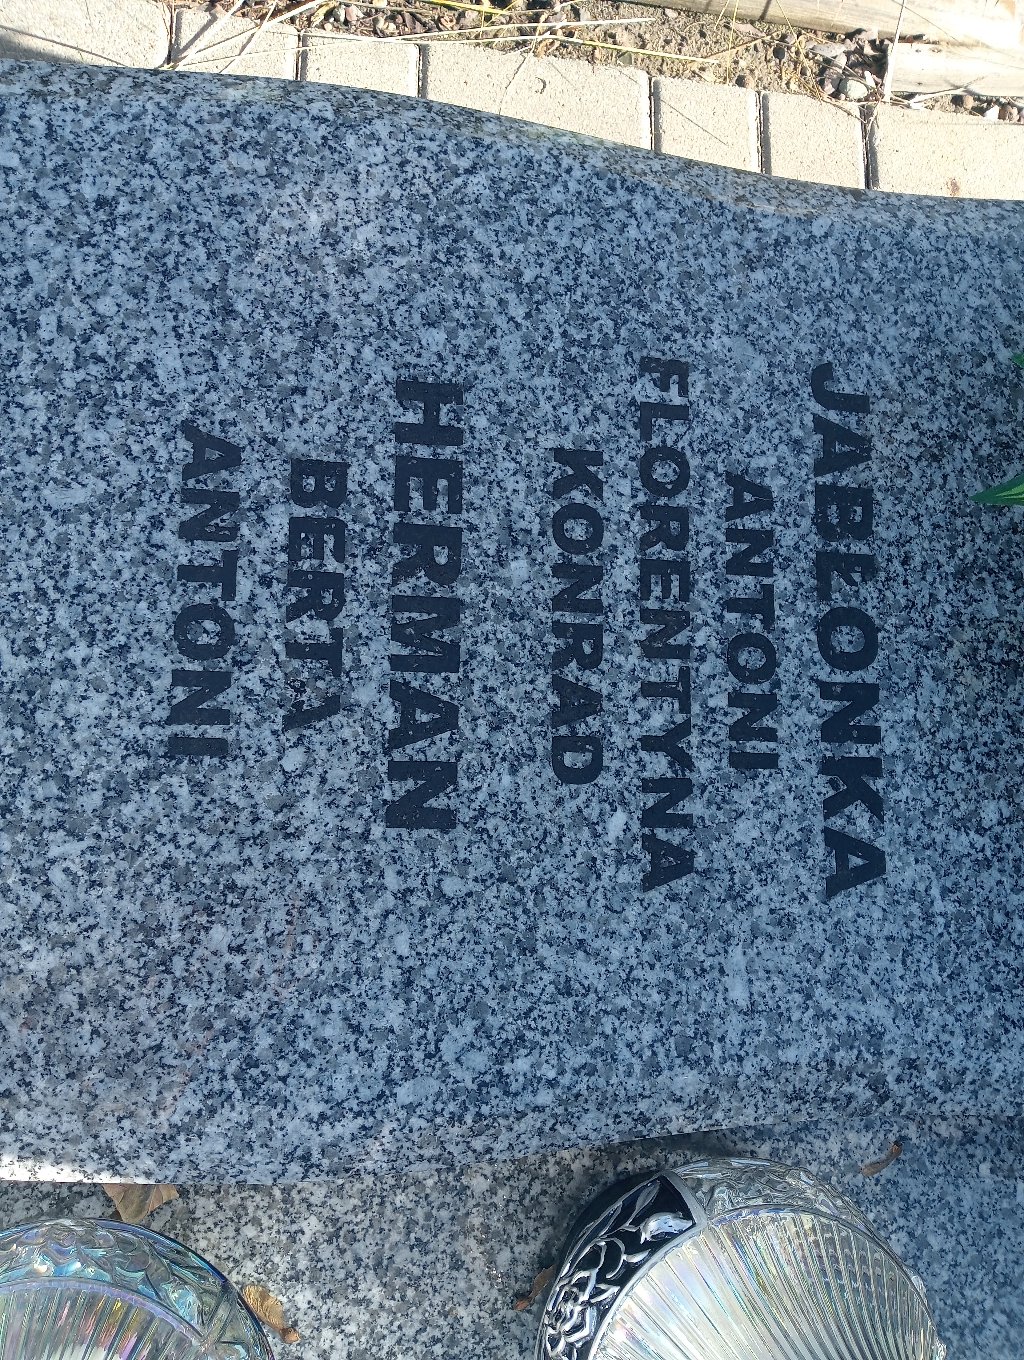 JABŁONKA
ANTONI
FLORENTYNA
KONRAD
HERMAN
BERTA
ANTONI